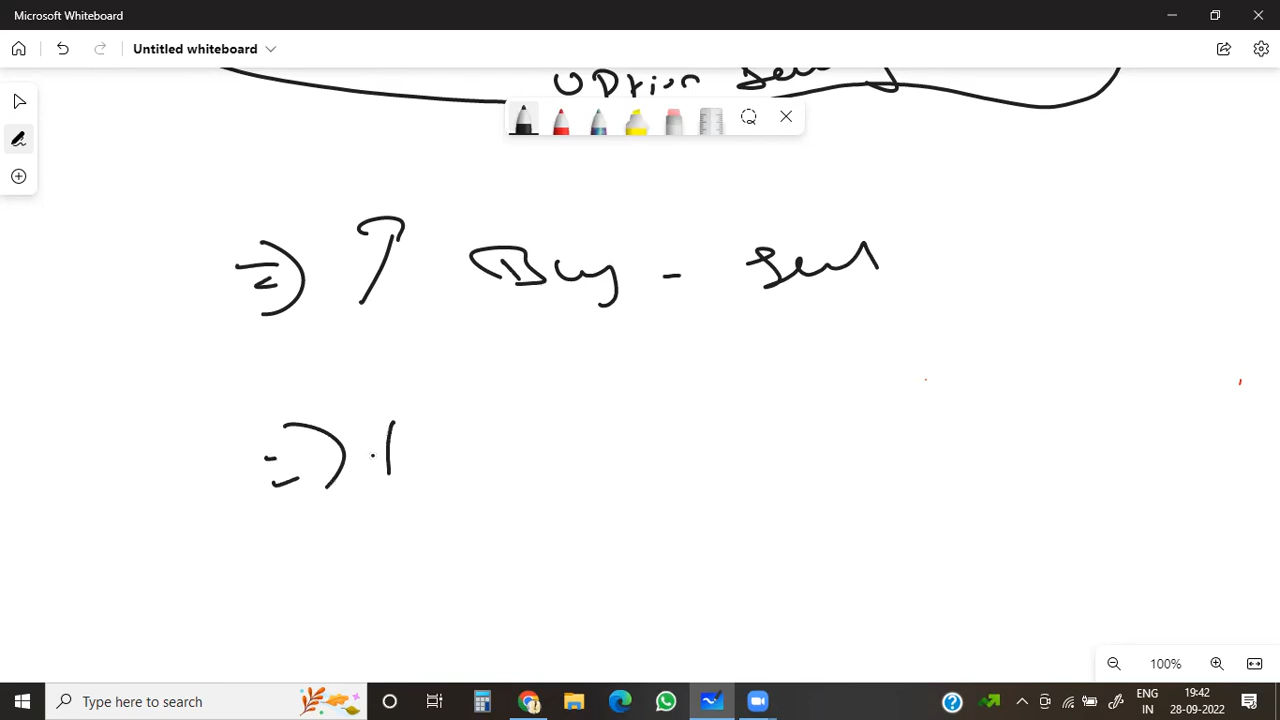 Microsoft Whiteboard
Untitled whiteboard
Option Selling
⇒ ↑ Buy - Sell
⇒
100%
Type here to search
ENG
IN
19:42
28-09-2022